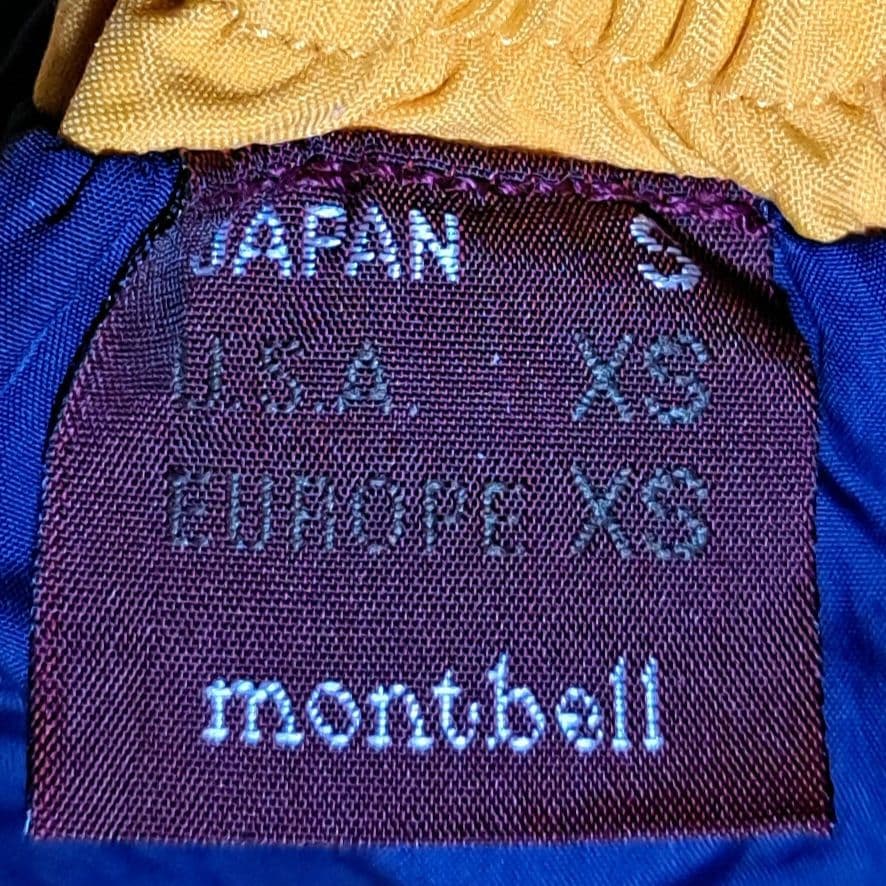 JAPAN S
U.S.A. XS
EUROPE XS
montbell